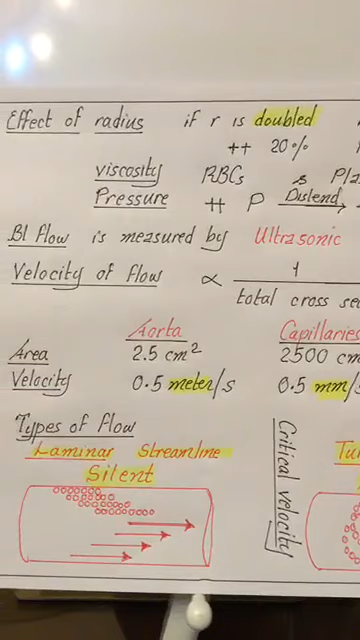 Effect of radius if r is doubled
++ 20%
viscosity RBCs &
Pressure ++ P Distend
Bl flow is measured by Ultrasonic
Velocity of flow ∝ 1
total cross
Aorta Capillaries
Area 2.5 cm² 2500
Velocity 0.5 meter/s 0.5 mm/s
Types of flow
Laminar Streamline
Silent
Critical velocity